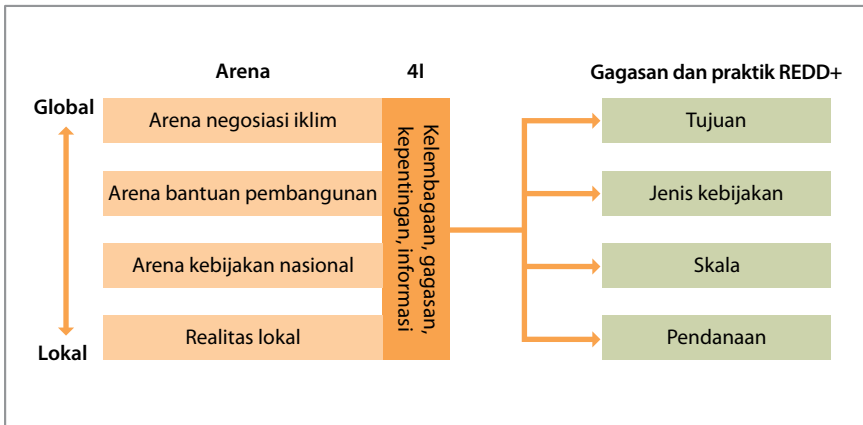 Arena
4I
Gagasan dan praktik REDD+
Global
Lokal
Arena negosiasi iklim
Arena bantuan pembangunan
Arena kebijakan nasional
Realitas lokal
Kelembagaan, gagasan,
kepentingan, informasi
Tujuan
Jenis kebijakan
Skala
Pendanaan